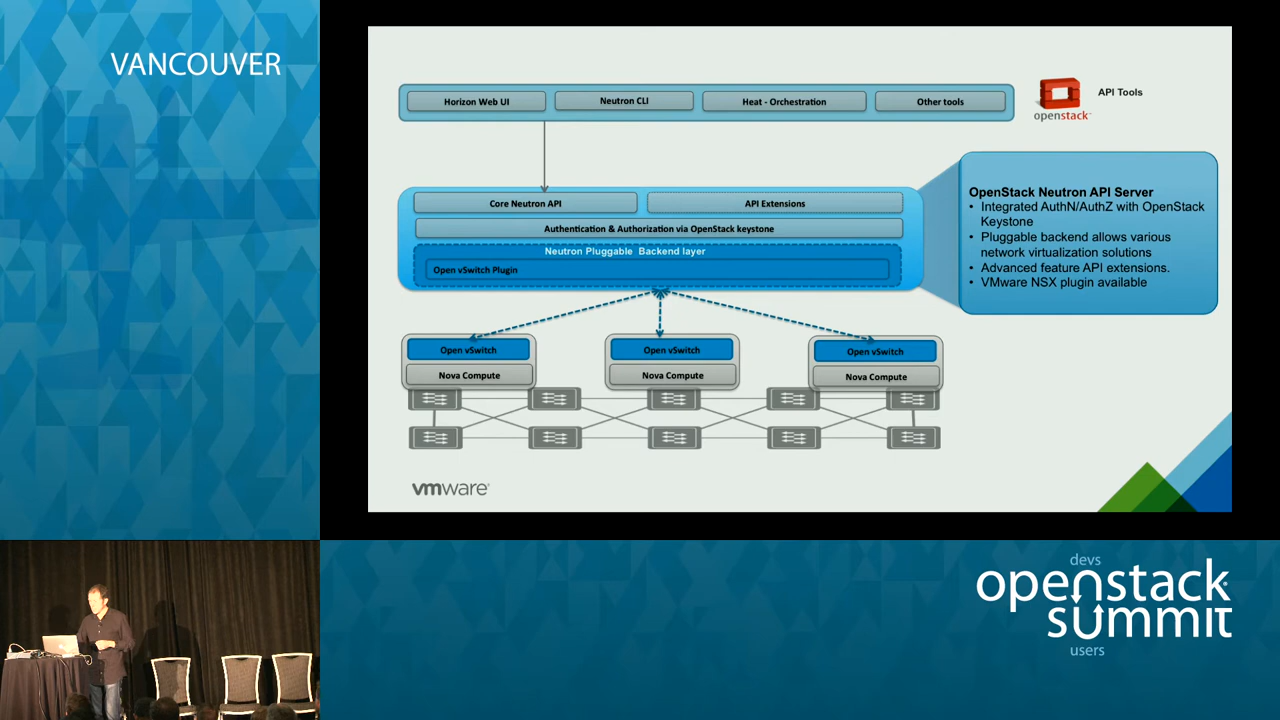 VANCOUVER
Horizon Web UI
Neutron CLI
Heat - Orchestration
Other tools
openstack
API Tools
Core Neutron API
API Extensions
Authentication & Authorization via OpenStack keystone
Neutron Pluggable Backend layer
Open vSwitch Plugin
OpenStack Neutron API Server
• Integrated AuthN/AuthZ with OpenStack
Keystone
• Pluggable backend allows various
network virtualization solutions
• Advanced feature API extensions.
• VMware NSX plugin available
Open vSwitch
Nova Compute
Open vSwitch
Nova Compute
Open vSwitch
Nova Compute
vmware
devs
openstack
summit
users